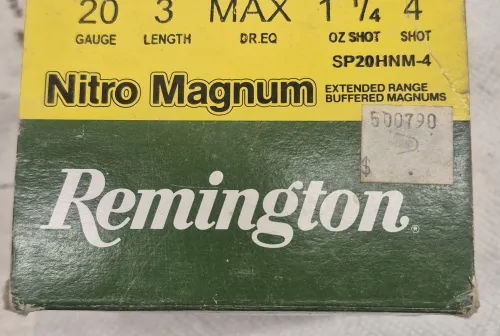 20 3 MAX 1 1/4 4
GAUGE LENGTH DR.EQ OZ SHOT SHOT
SP20HNM-4
Nitro Magnum EXTENDED RANGE
BUFFERED MAGNUMS
500790
$
Remington®